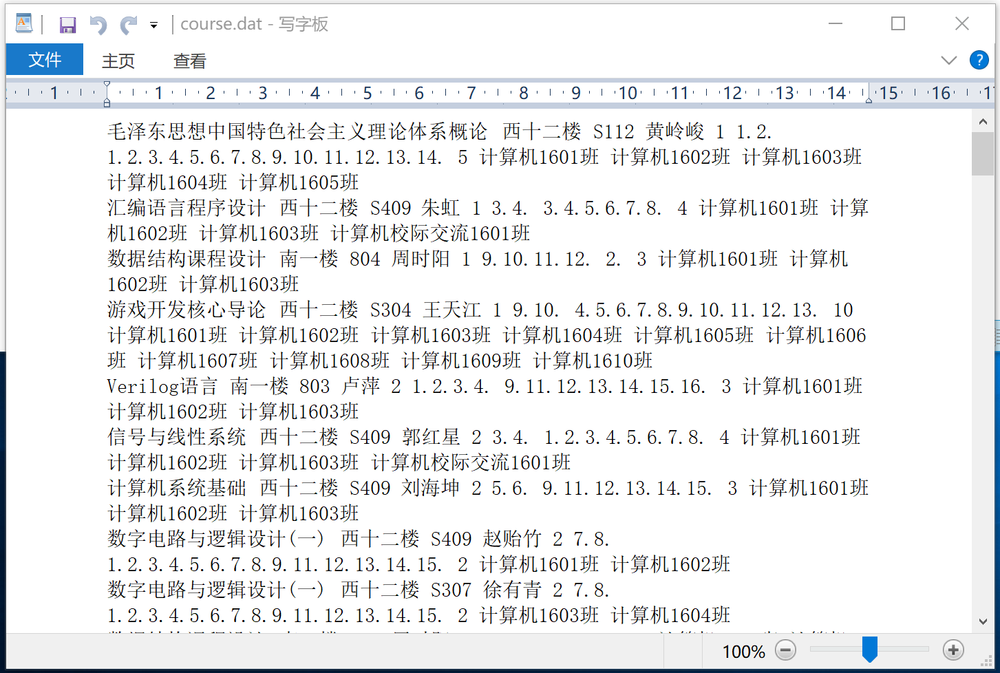 course.dat - 写字板
文件 主页 查看
1 1 2 3 4 5 6 7 8 9 10 11 12 13 14 15 16
毛泽东思想中国特色社会主义理论体系概论 西十二楼 S112 黄岭峻 1 1.2.
1.2.3.4.5.6.7.8.9.10.11.12.13.14. 5 计算机1601班 计算机1602班 计算机1603班
计算机1604班 计算机1605班
汇编语言程序设计 西十二楼 S409 朱虹 1 3.4. 3.4.5.6.7.8. 4 计算机1601班 计算
机1602班 计算机1603班 计算机校际交流1601班
数据结构课程设计 南一楼 804 周时阳 1 9.10.11.12. 2. 3 计算机1601班 计算机
1602班 计算机1603班
游戏开发核心导论 西十二楼 S304 王天江 1 9.10. 4.5.6.7.8.9.10.11.12.13. 10
计算机1601班 计算机1602班 计算机1603班 计算机1604班 计算机1605班 计算机1606
班 计算机1607班 计算机1608班 计算机1609班 计算机1610班
Verilog语言 南一楼 803 卢萍 2 1.2.3.4. 9.11.12.13.14.15.16. 3 计算机1601班
计算机1602班 计算机1603班
信号与线性系统 西十二楼 S409 郭红星 2 3.4. 1.2.3.4.5.6.7.8. 4 计算机1601班
计算机1602班 计算机1603班 计算机校际交流1601班
计算机系统基础 西十二楼 S409 刘海坤 2 5.6. 9.11.12.13.14.15. 3 计算机1601班
计算机1602班 计算机1603班
数字电路与逻辑设计(一) 西十二楼 S409 赵贻竹 2 7.8.
1.2.3.4.5.6.7.8.9.11.12.13.14.15. 2 计算机1601班 计算机1602班
数字电路与逻辑设计(一) 西十二楼 S307 徐有青 2 7.8.
1.2.3.4.5.6.7.8.9.11.12.13.14.15. 2 计算机1603班 计算机1604班
100%